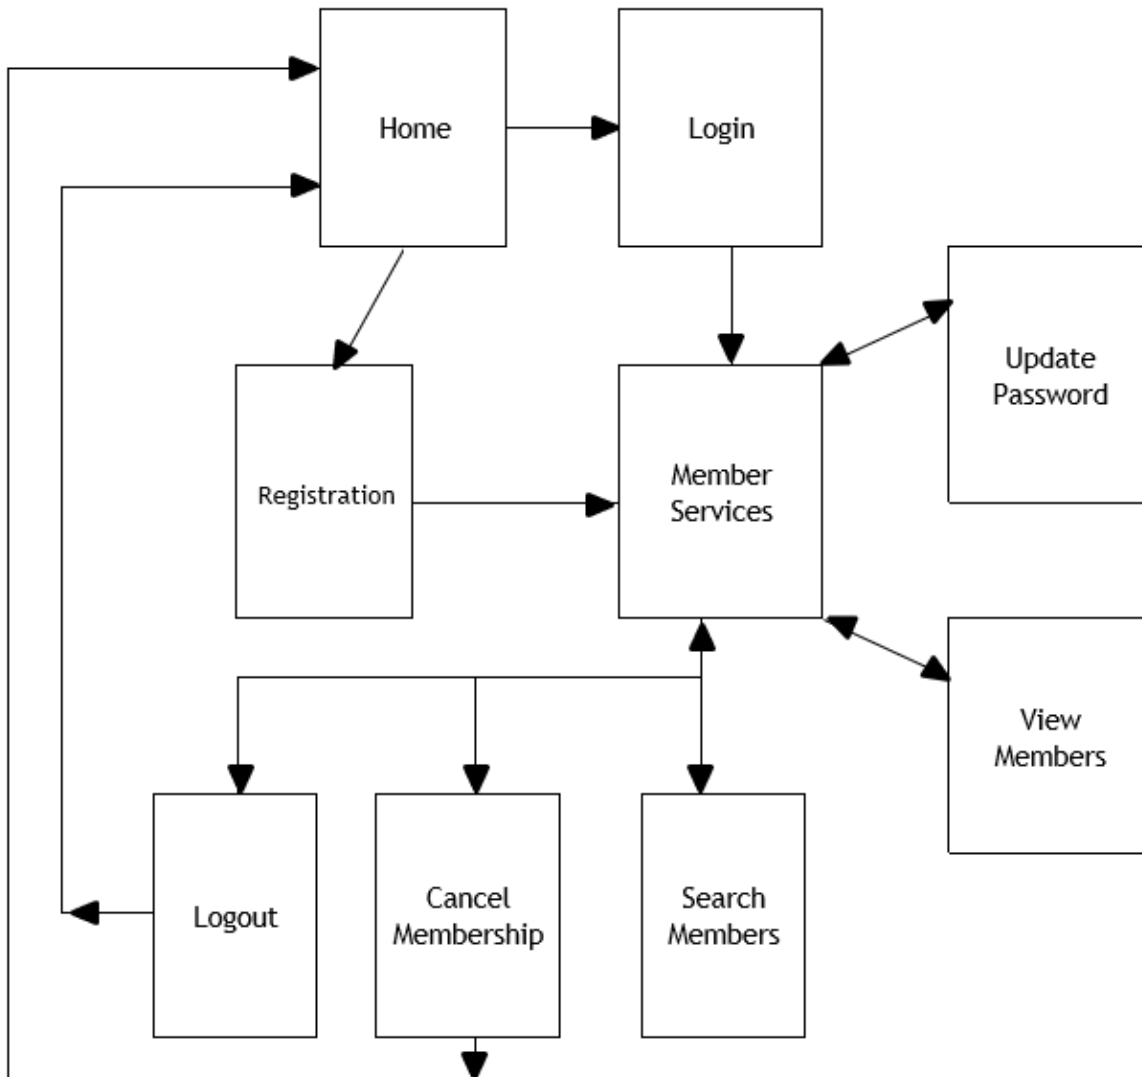 Home
Login
Update
Password
Member
Services
Registration
View
Members
Logout
Cancel
Membership
Search
Members